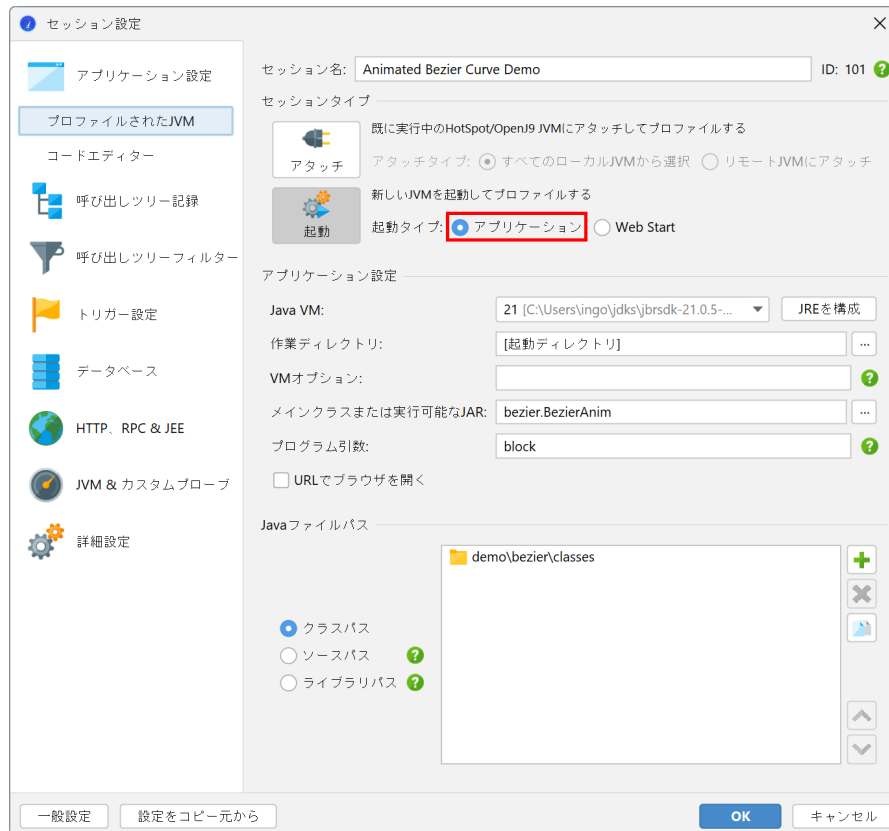 セッション設定
アプリケーション設定
プロファイルされたJVM
コードエディター
呼び出しツリー記録
呼び出しツリーフィルター
トリガー設定
データベース
HTTP、RPC & JEE
JVM & カスタムプローブ
詳細設定
セッション名: Animated Bezier Curve Demo ID: 101 ?
セッションタイプ
アタッチ
既に実行中のHotSpot/OpenJ9 JVMにアタッチしてプロファイルする
アタッチタイプ: すべてのローカルJVMから選択 リモートJVMにアタッチ
起動
新しいJVMを起動してプロファイルする
起動タイプ: アプリケーション Web Start
アプリケーション設定
Java VM: 21 [C:\Users\ingo\jdks\jbrsdk-21.0.5-... JREを構成
作業ディレクトリ: [起動ディレクトリ] ...
VMオプション: ?
メインクラスまたは実行可能なJAR: bezier.BezierAnim ...
プログラム引数: block ?
URLでブラウザを開く
Javaファイルパス
demo\bezier\classes
クラスパス
ソースパス ?
ライブラリパス ?
一般設定 設定をコピー元から OK キャンセル